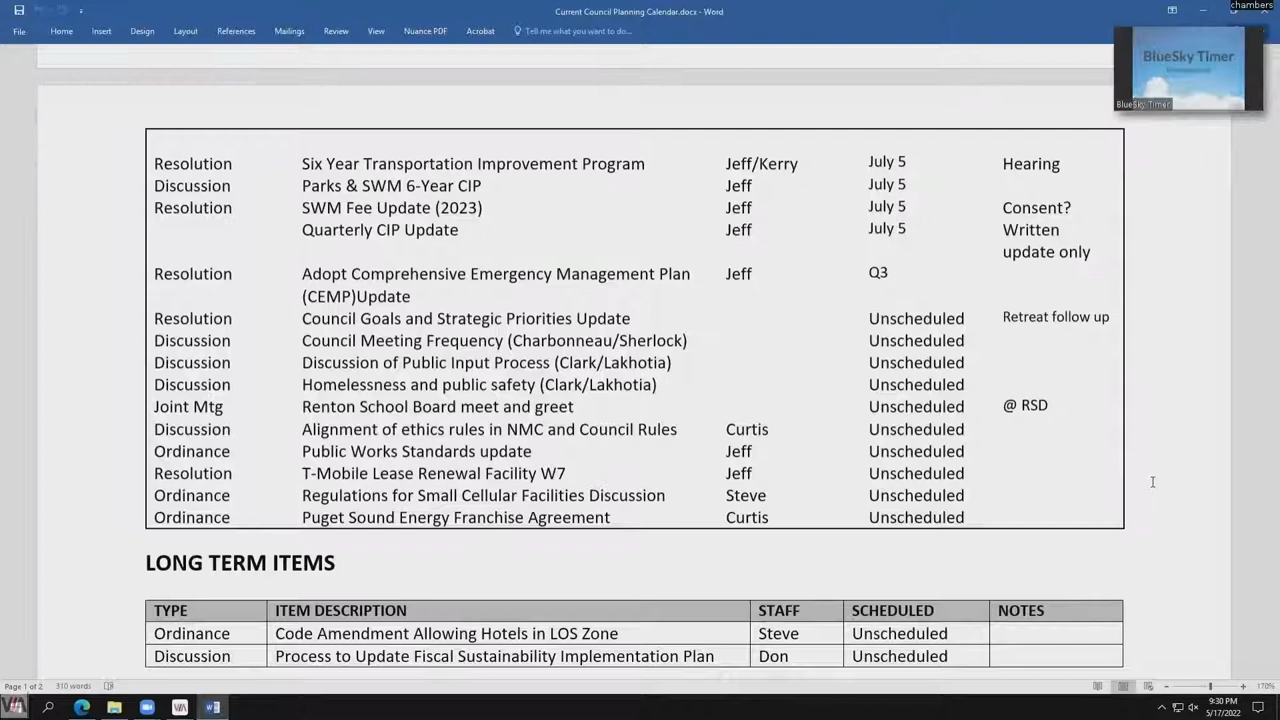 chambers
Current Council Planning Calendar.docx - Word
File Home Insert Design Layout References Mailings Review View Nuance PDF Acrobat Tell me what you want to do...
BlueSky Timer
BlueSky Timer
Resolution Six Year Transportation Improvement Program Jeff/Kerry July 5 Hearing
Discussion Parks & SWM 6-Year CIP Jeff July 5
Resolution SWM Fee Update (2023) Jeff July 5 Consent?
Quarterly CIP Update Jeff July 5 Written
update only
Resolution Adopt Comprehensive Emergency Management Plan Jeff Q3
(CEMP)Update
Resolution Council Goals and Strategic Priorities Update Unscheduled Retreat follow up
Discussion Council Meeting Frequency (Charbonneau/Sherlock) Unscheduled
Discussion Discussion of Public Input Process (Clark/Lakhotia) Unscheduled
Discussion Homelessness and public safety (Clark/Lakhotia) Unscheduled
Joint Mtg Renton School Board meet and greet Unscheduled @ RSD
Discussion Alignment of ethics rules in NMC and Council Rules Curtis Unscheduled
Ordinance Public Works Standards update Jeff Unscheduled
Resolution T-Mobile Lease Renewal Facility W7 Jeff Unscheduled
Ordinance Regulations for Small Cellular Facilities Discussion Steve Unscheduled
Ordinance Puget Sound Energy Franchise Agreement Curtis Unscheduled
LONG TERM ITEMS
TYPE ITEM DESCRIPTION STAFF SCHEDULED NOTES
Ordinance Code Amendment Allowing Hotels in LOS Zone Steve Unscheduled
Discussion Process to Update Fiscal Sustainability Implementation Plan Don Unscheduled
Page 1 of 2 310 words 170%
9:30 PM
5/17/2022